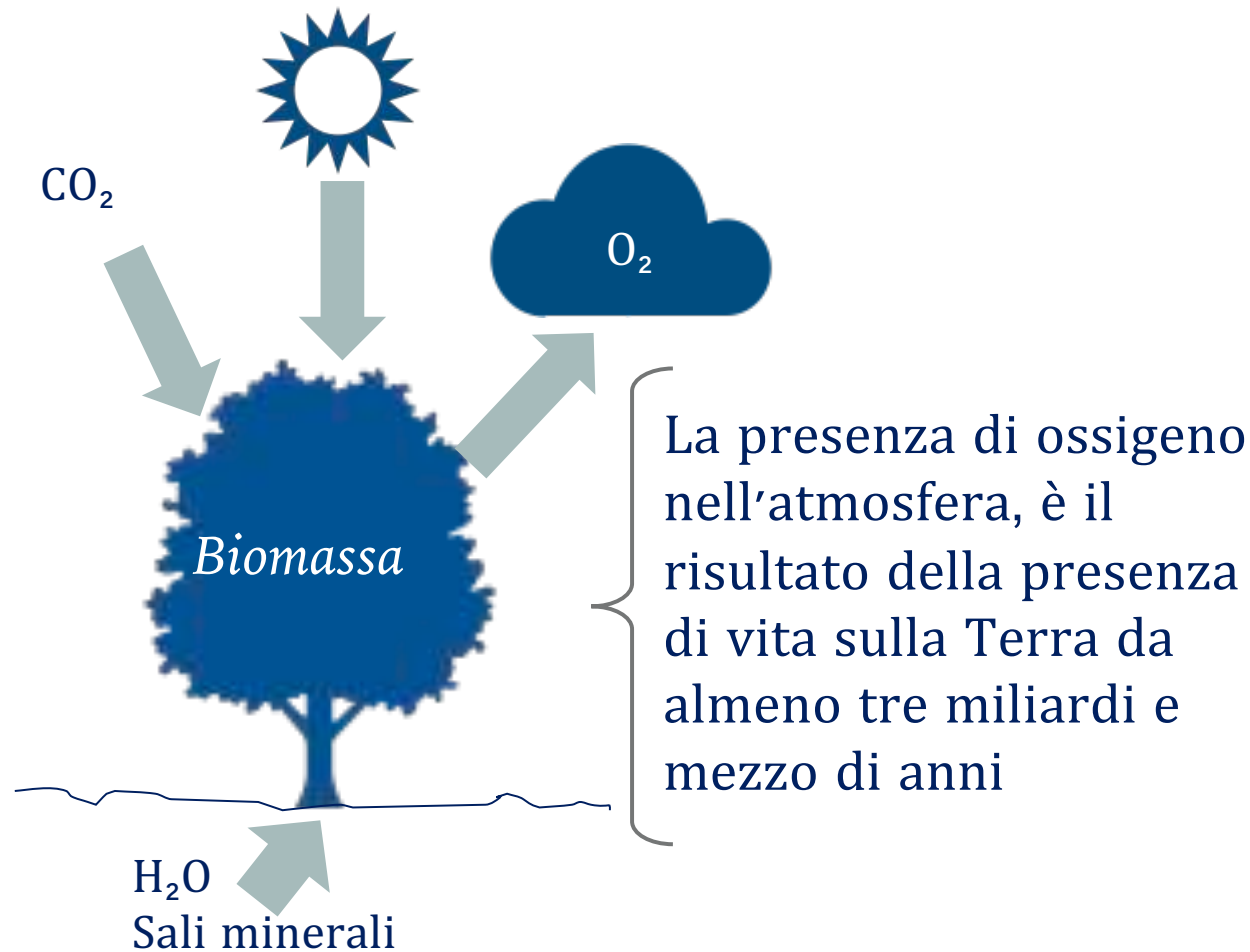 CO₂
O₂
Biomassa
La presenza di ossigeno
nell'atmosfera, è il
risultato della presenza
di vita sulla Terra da
almeno tre miliardi e
mezzo di anni
H₂O
Sali minerali